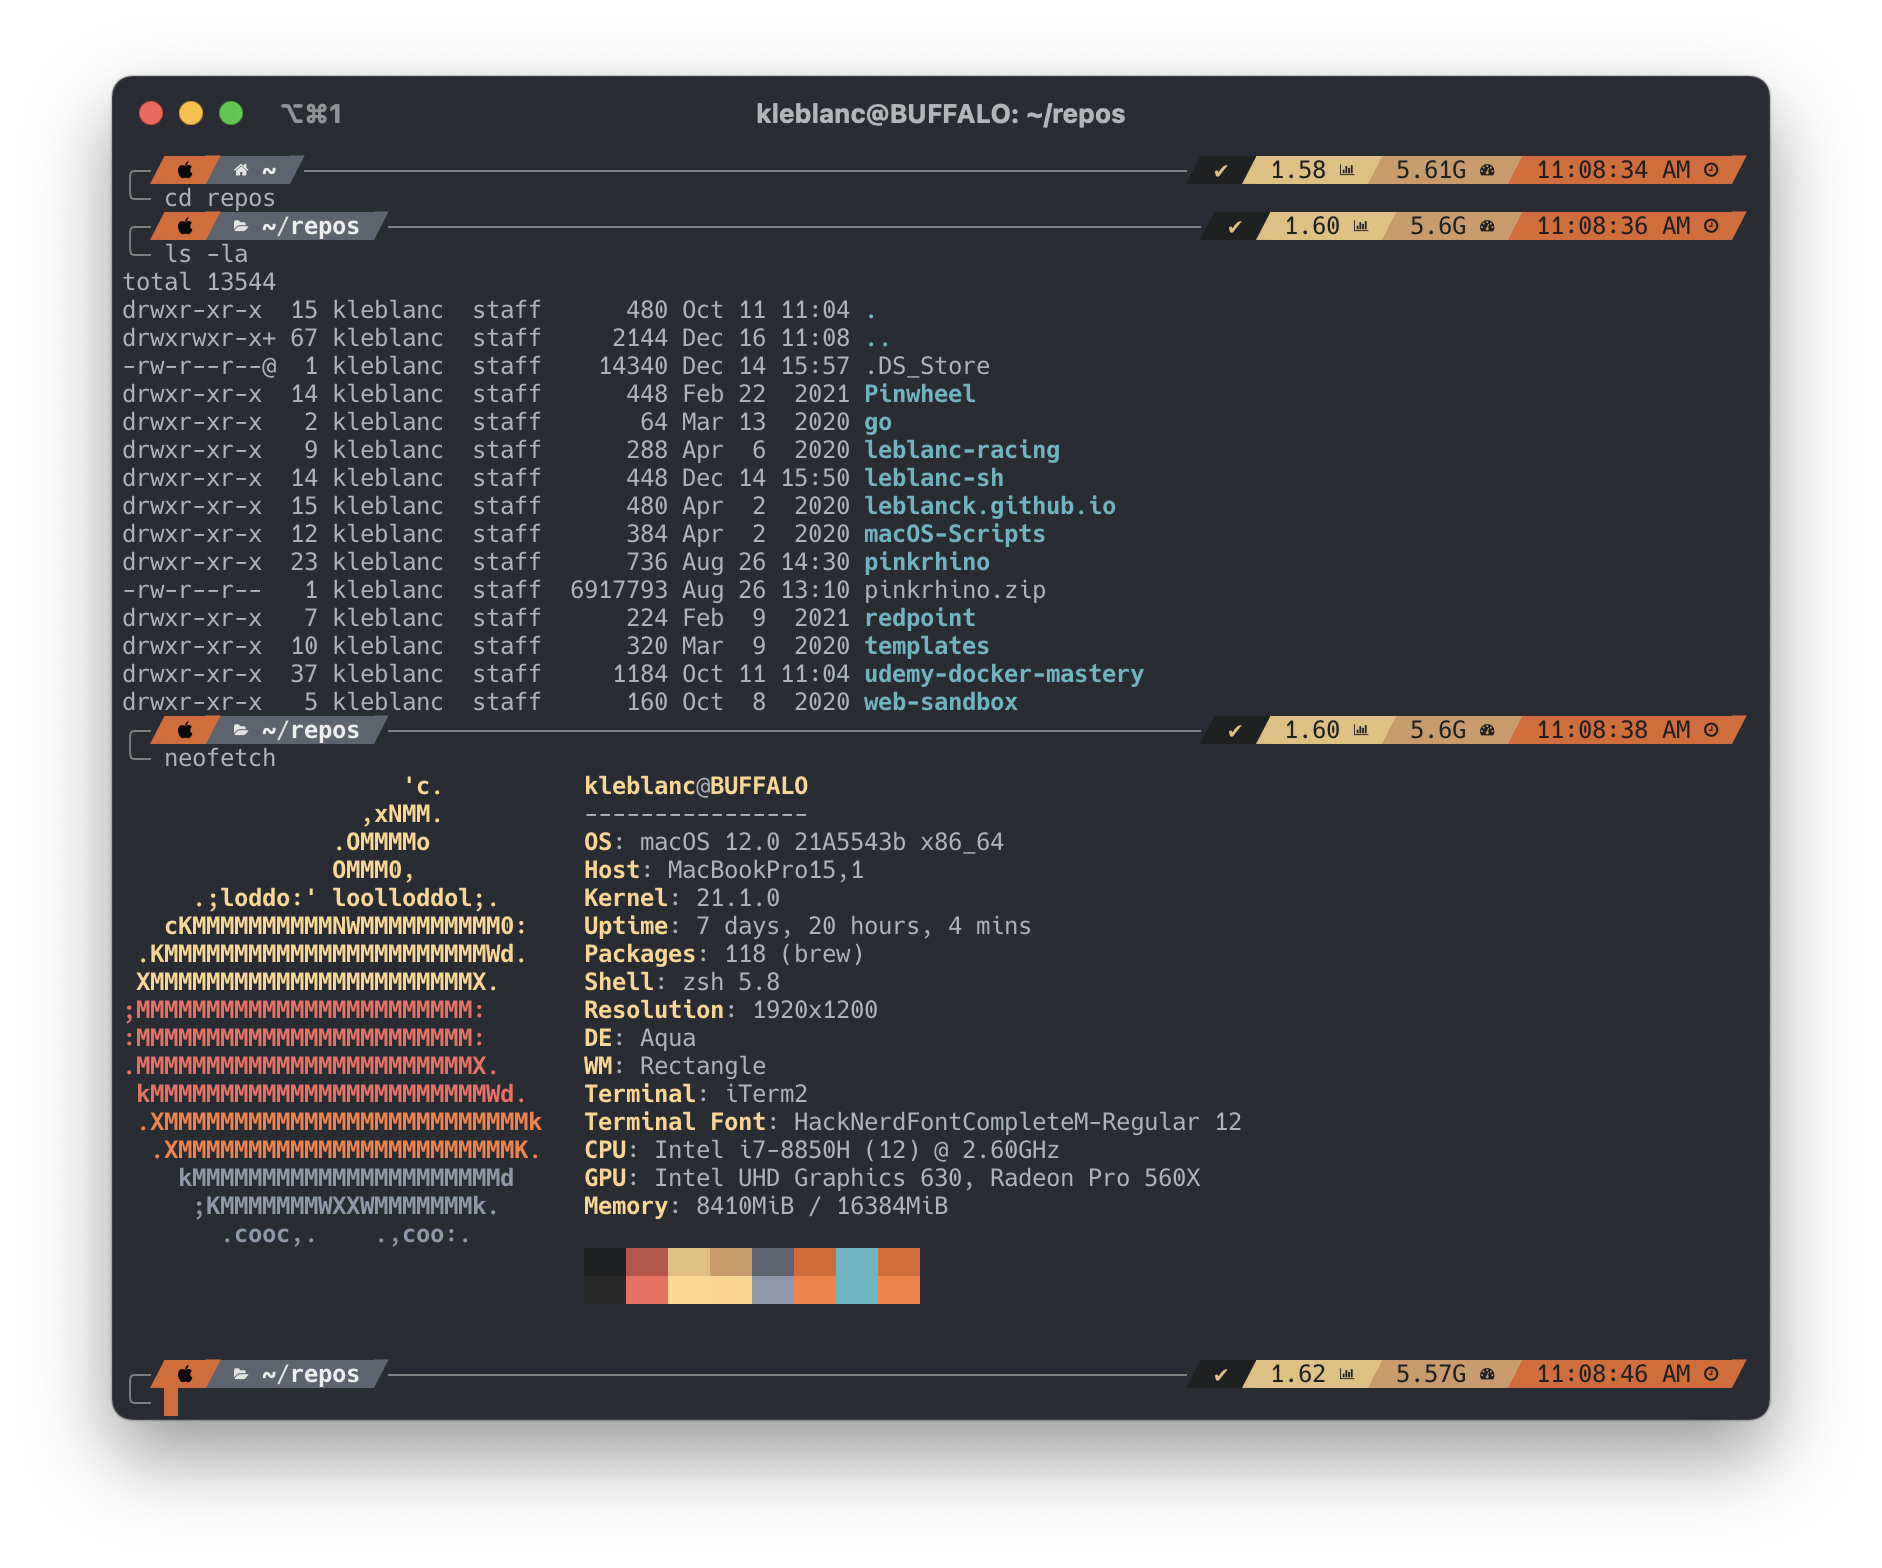 ⌥⌘1 kleblanc@BUFFALO: ~/repos
~ ✔ 1.58 5.61G 11:08:34 AM
cd repos
~/repos ✔ 1.60 5.6G 11:08:36 AM
ls -la
total 13544
drwxr-xr-x  15 kleblanc  staff      480 Oct 11 11:04 .
drwxrwxr-x+ 67 kleblanc  staff     2144 Dec 16 11:08 ..
-rw-r--r--@  1 kleblanc  staff    14340 Dec 14 15:57 .DS_Store
drwxr-xr-x  14 kleblanc  staff      448 Feb 22  2021 Pinwheel
drwxr-xr-x   2 kleblanc  staff       64 Mar 13  2020 go
drwxr-xr-x   9 kleblanc  staff      288 Apr  6  2020 leblanc-racing
drwxr-xr-x  14 kleblanc  staff      448 Dec 14 15:50 leblanc-sh
drwxr-xr-x  15 kleblanc  staff      480 Apr  2  2020 leblanck.github.io
drwxr-xr-x  12 kleblanc  staff      384 Apr  2  2020 macOS-Scripts
drwxr-xr-x  23 kleblanc  staff      736 Aug 26 14:30 pinkrhino
-rw-r--r--   1 kleblanc  staff  6917793 Aug 26 13:10 pinkrhino.zip
drwxr-xr-x   7 kleblanc  staff      224 Feb  9  2021 redpoint
drwxr-xr-x  10 kleblanc  staff      320 Mar  9  2020 templates
drwxr-xr-x  37 kleblanc  staff     1184 Oct 11 11:04 udemy-docker-mastery
drwxr-xr-x   5 kleblanc  staff      160 Oct  8  2020 web-sandbox
~/repos ✔ 1.60 5.6G 11:08:38 AM
neofetch
                    'c.          kleblanc@BUFFALO
                 ,xNMM.          ----------------
               .OMMMMo           OS: macOS 12.0 21A5543b x86_64
               OMMM0,            Host: MacBookPro15,1
     .;loddo:' loolloddol;.      Kernel: 21.1.0
   cKMMMMMMMMMMNWMMMMMMMMMM0:    Uptime: 7 days, 20 hours, 4 mins
 .KMMMMMMMMMMMMMMMMMMMMMMMWd.    Packages: 118 (brew)
 XMMMMMMMMMMMMMMMMMMMMMMMX.      Shell: zsh 5.8
;MMMMMMMMMMMMMMMMMMMMMMMM:       Resolution: 1920x1200
:MMMMMMMMMMMMMMMMMMMMMMMM:       DE: Aqua
.MMMMMMMMMMMMMMMMMMMMMMMMX.      WM: Rectangle
 kMMMMMMMMMMMMMMMMMMMMMMMMWd.    Terminal: iTerm2
 .XMMMMMMMMMMMMMMMMMMMMMMMMMMk   Terminal Font: HackNerdFontCompleteM-Regular 12
  .XMMMMMMMMMMMMMMMMMMMMMMMMK.   CPU: Intel i7-8850H (12) @ 2.60GHz
    kMMMMMMMMMMMMMMMMMMMMMMd     GPU: Intel UHD Graphics 630, Radeon Pro 560X
     ;KMMMMMMMWXXWMMMMMMMk.      Memory: 8410MiB / 16384MiB
       .cooc,.    .,coo:.
~/repos ✔ 1.62 5.57G 11:08:46 AM